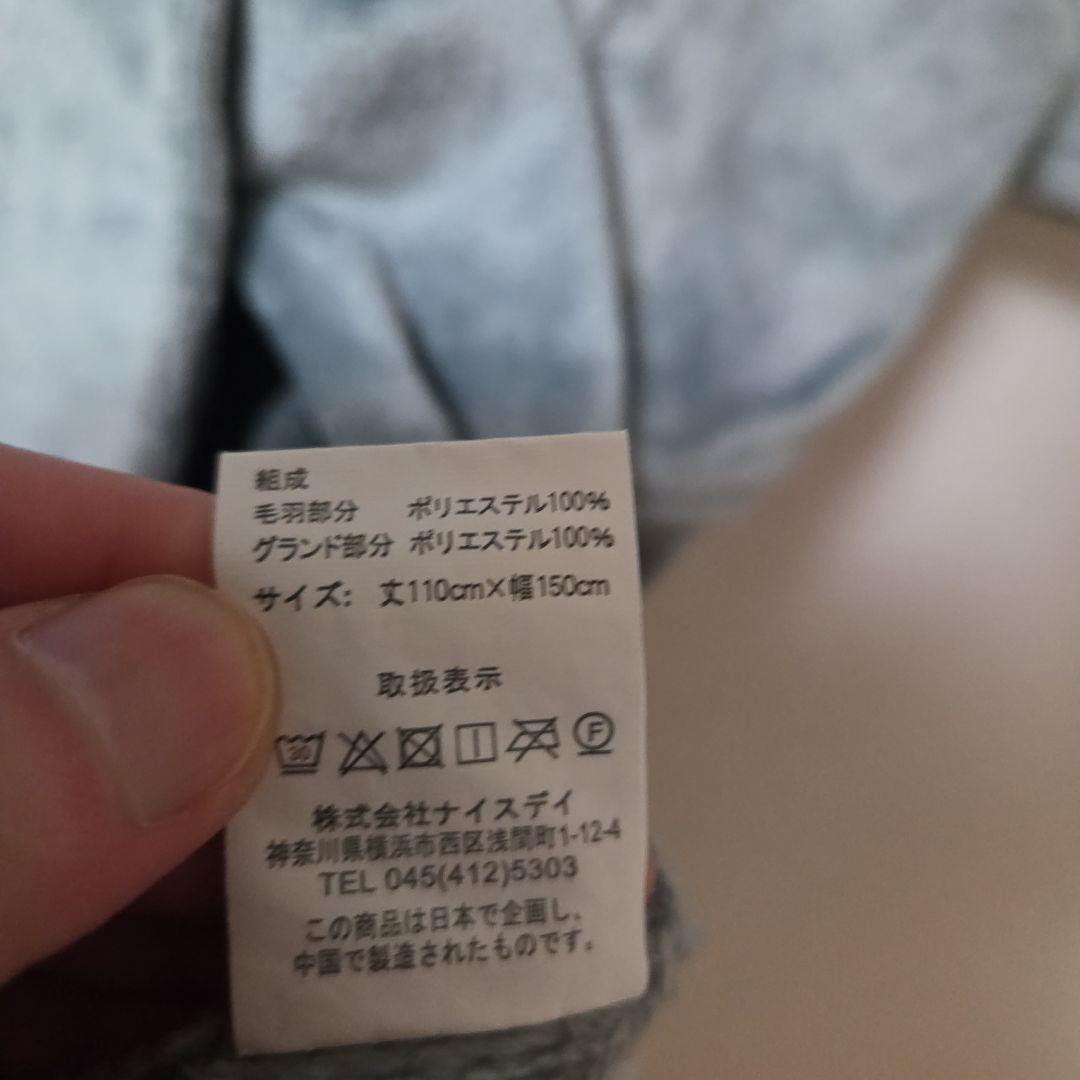 組成
毛羽部分 ポリエステル100%
グランド部分 ポリエステル100%
サイズ: 丈110cm×幅150cm
取扱表示
30 F
株式会社ナイスデイ
神奈川県横浜市西区浅間町1-12-4
TEL 045(412)5303
この商品は日本で企画し、
中国で製造されたものです。